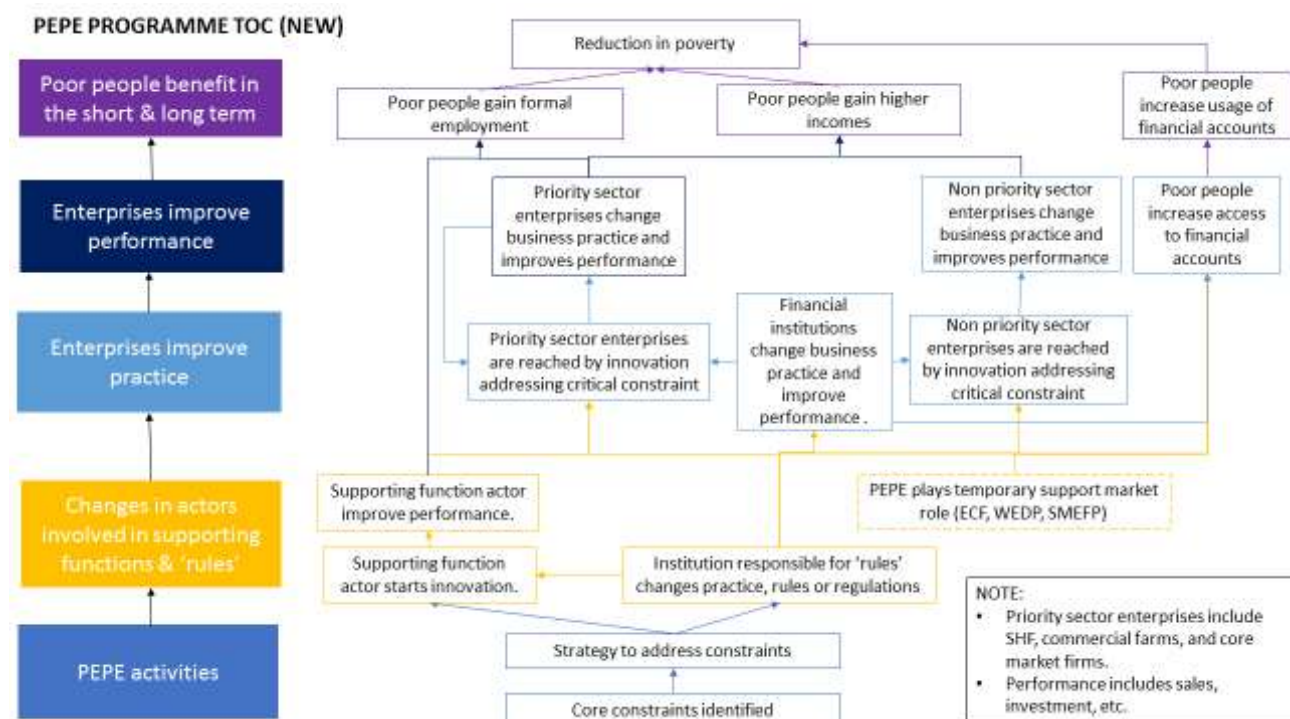 PEPE PROGRAMME TOC (NEW)
Poor people benefit in
the short & long term
Enterprises improve
performance
Enterprises improve
practice
Changes in actors
involved in supporting
functions & ‘rules’
PEPE activities
Reduction in poverty
Poor people gain formal
employment
Poor people gain higher
incomes
Poor people
increase usage of
financial accounts
Priority sector
enterprises change
business practice and
improves performance
Non priority sector
enterprises change
business practice and
improves performance
Poor people
increase access
to financial
accounts
Priority sector enterprises
are reached by innovation
addressing critical constraint
Financial
institutions
change business
practice and
improve
performance .
Non priority sector
enterprises are reached
by innovation addressing
critical constraint
Supporting function actor
improve performance.
PEPE plays temporary support market
role (ECF, WEDP, SMEFP)
Supporting function
actor starts innovation.
Institution responsible for ‘rules’
changes practice, rules or regulations
Strategy to address constraints
Core constraints identified
NOTE:
• Priority sector enterprises include
SHF, commercial farms, and core
market firms.
• Performance includes sales,
investment, etc.